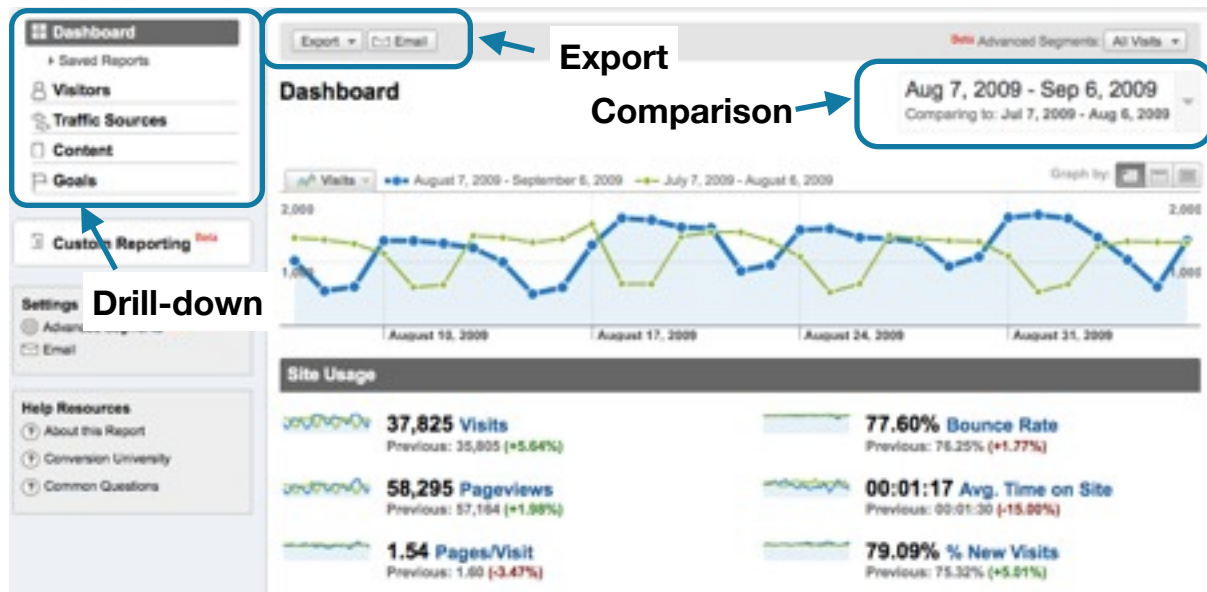 Dashboard
Saved Reports
Visitors
Traffic Sources
Content
Goals
Custom Reporting Beta
Settings
Advanced Segments
Email
Help Resources
About this Report
Conversion University
Common Questions
Drill-down
Export Email
Export
Beta Advanced Segments: All Visits
Dashboard
Comparison
Aug 7, 2009 - Sep 6, 2009
Comparing to: Jul 7, 2009 - Aug 6, 2009
Visits August 7, 2009 - September 6, 2009 July 7, 2009 - August 6, 2009 Graph by:
2,000 2,000
1,000 1,000
August 10, 2009 August 17, 2009 August 24, 2009 August 31, 2009
Site Usage
37,825 Visits
Previous: 35,805 (+5.64%)
58,295 Pageviews
Previous: 57,164 (+1.98%)
1.54 Pages/Visit
Previous: 1.60 (-3.47%)
77.60% Bounce Rate
Previous: 76.25% (+1.77%)
00:01:17 Avg. Time on Site
Previous: 00:01:30 (-15.00%)
79.09% % New Visits
Previous: 75.32% (+5.01%)